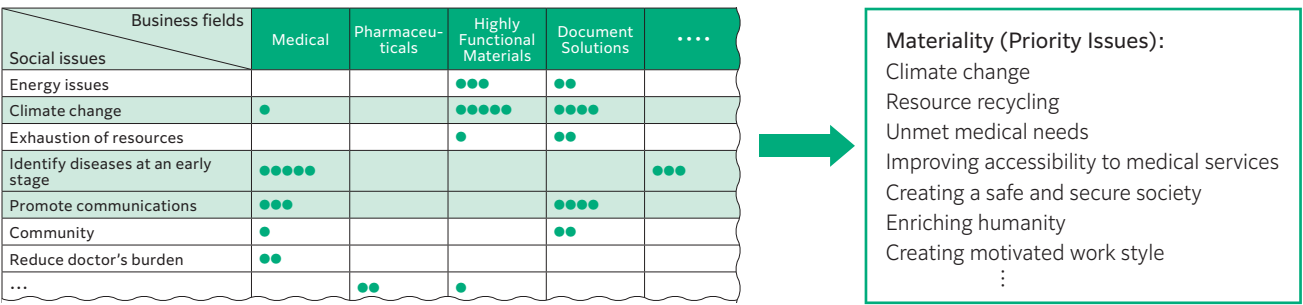 Business fields
Social issues
Medical
Pharmaceu-
ticals
Highly
Functional
Materials
Document
Solutions
····
Energy issues
Climate change
Exhaustion of resources
Identify diseases at an early
stage
Promote communications
Community
Reduce doctor's burden
...
Materiality (Priority Issues):
Climate change
Resource recycling
Unmet medical needs
Improving accessibility to medical services
Creating a safe and secure society
Enriching humanity
Creating motivated work style
⋮